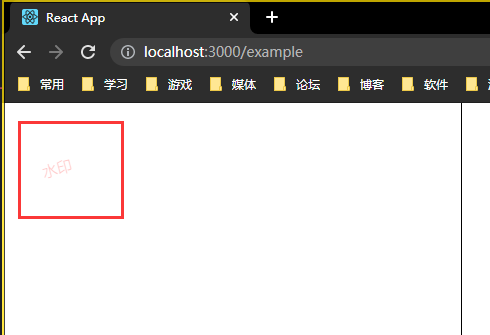 React App
localhost:3000/example
常用 学习 游戏 媒体 论坛 博客 软件
水印